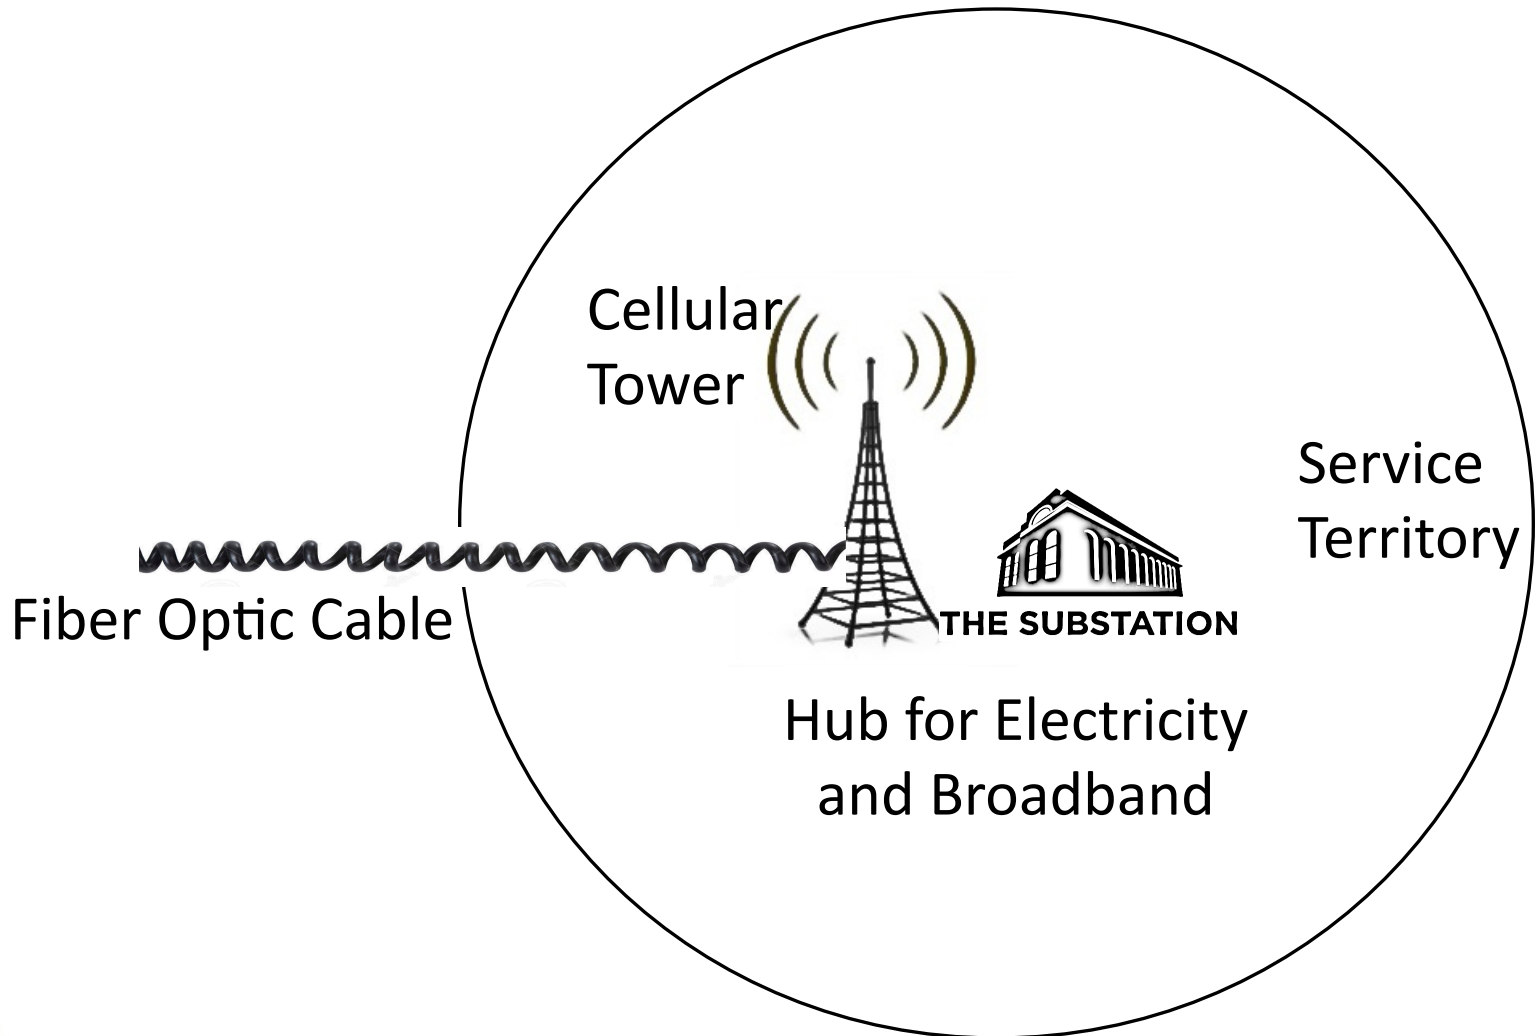 Cellular
Tower
Service
Territory
Fiber Optic Cable
THE SUBSTATION
Hub for Electricity
and Broadband